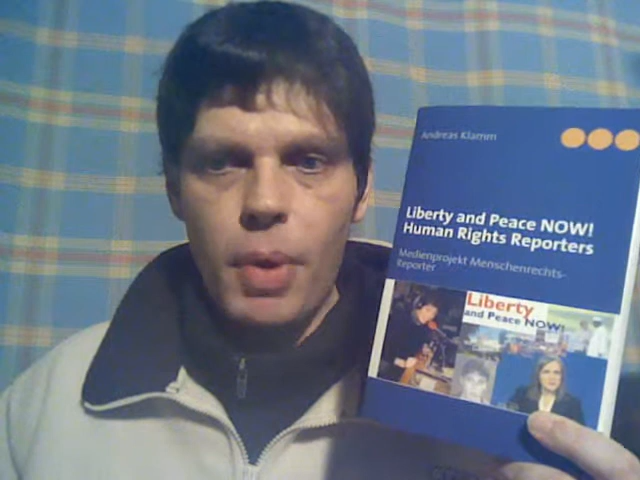 Andreas Klamm
Liberty and Peace NOW!
Human Rights Reporters
Medienprojekt Menschenrechts-
Reporter
Liberty
and Peace NOW!